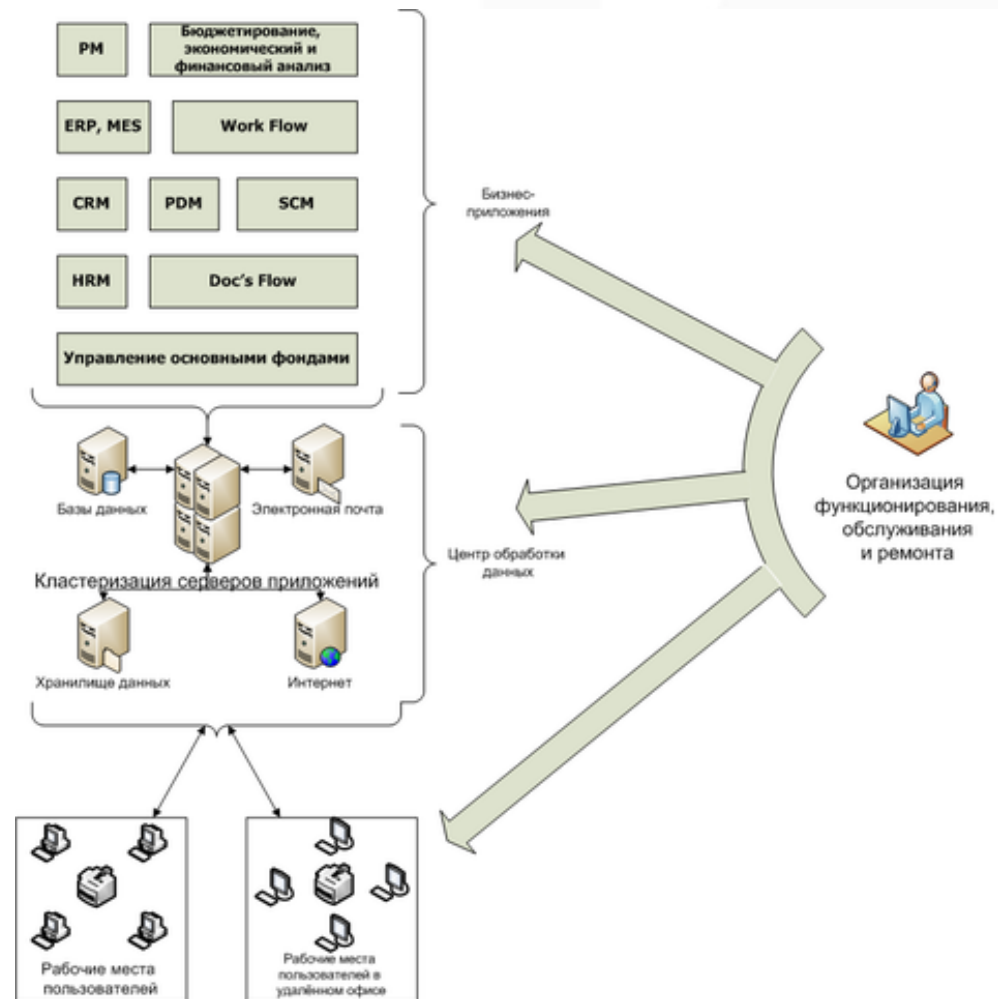 PM
Бюджетирование,
экономический и
финансовый анализ
ERP, MES
Work Flow
CRM
PDM
SCM
HRM
Doc's Flow
Управление основными фондами
Бизнес-
приложения
Базы данных
Электронная почта
Кластеризация серверов приложений
Хранилище данных
Интернет
Центр обработки
данных
Организация
функционирования,
обслуживания
и ремонта
Рабочие места
пользователей
Рабочие места
пользователей в
удалённом офисе